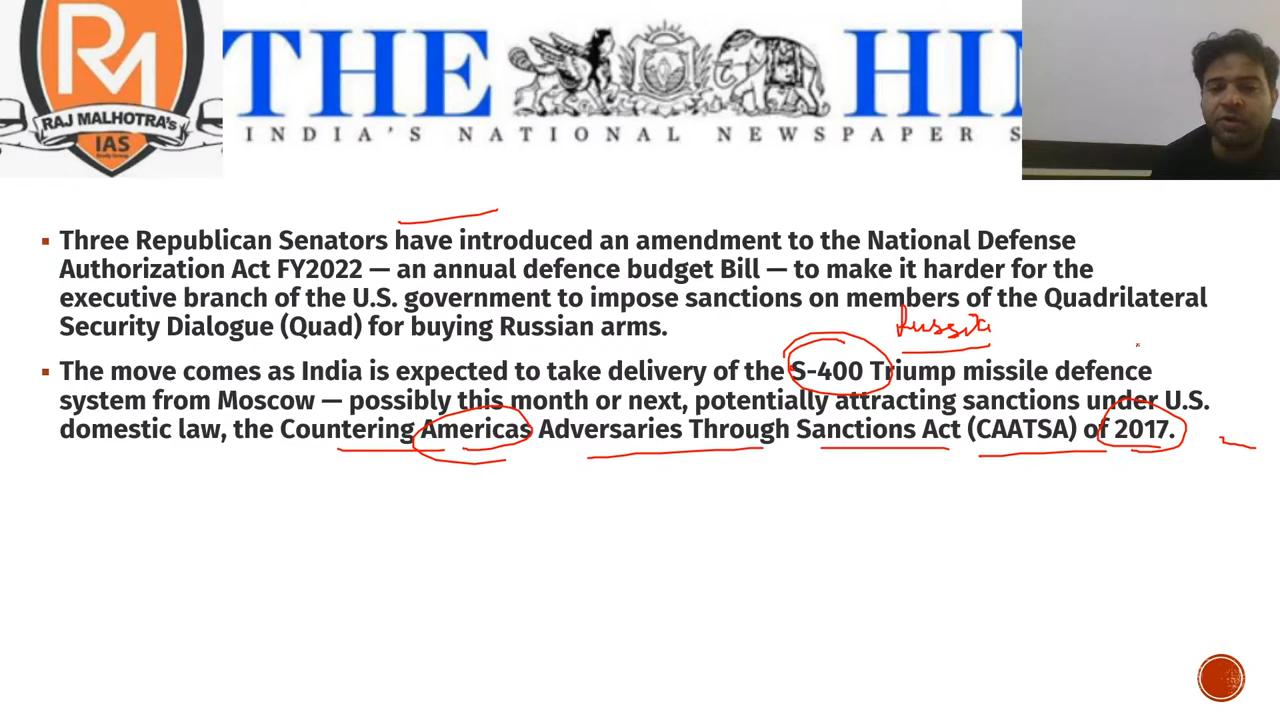 RM
RAJ MALHOTRA's
IAS
Study Group
THE HI
INDIA'S NATIONAL NEWSPAPER S
Three Republican Senators have introduced an amendment to the National Defense
Authorization Act FY2022 — an annual defence budget Bill — to make it harder for the
executive branch of the U.S. government to impose sanctions on members of the Quadrilateral
Security Dialogue (Quad) for buying Russian arms.
Russia
The move comes as India is expected to take delivery of the S-400 Triump missile defence
system from Moscow — possibly this month or next, potentially attracting sanctions under U.S.
domestic law, the Countering Americas Adversaries Through Sanctions Act (CAATSA) of 2017.